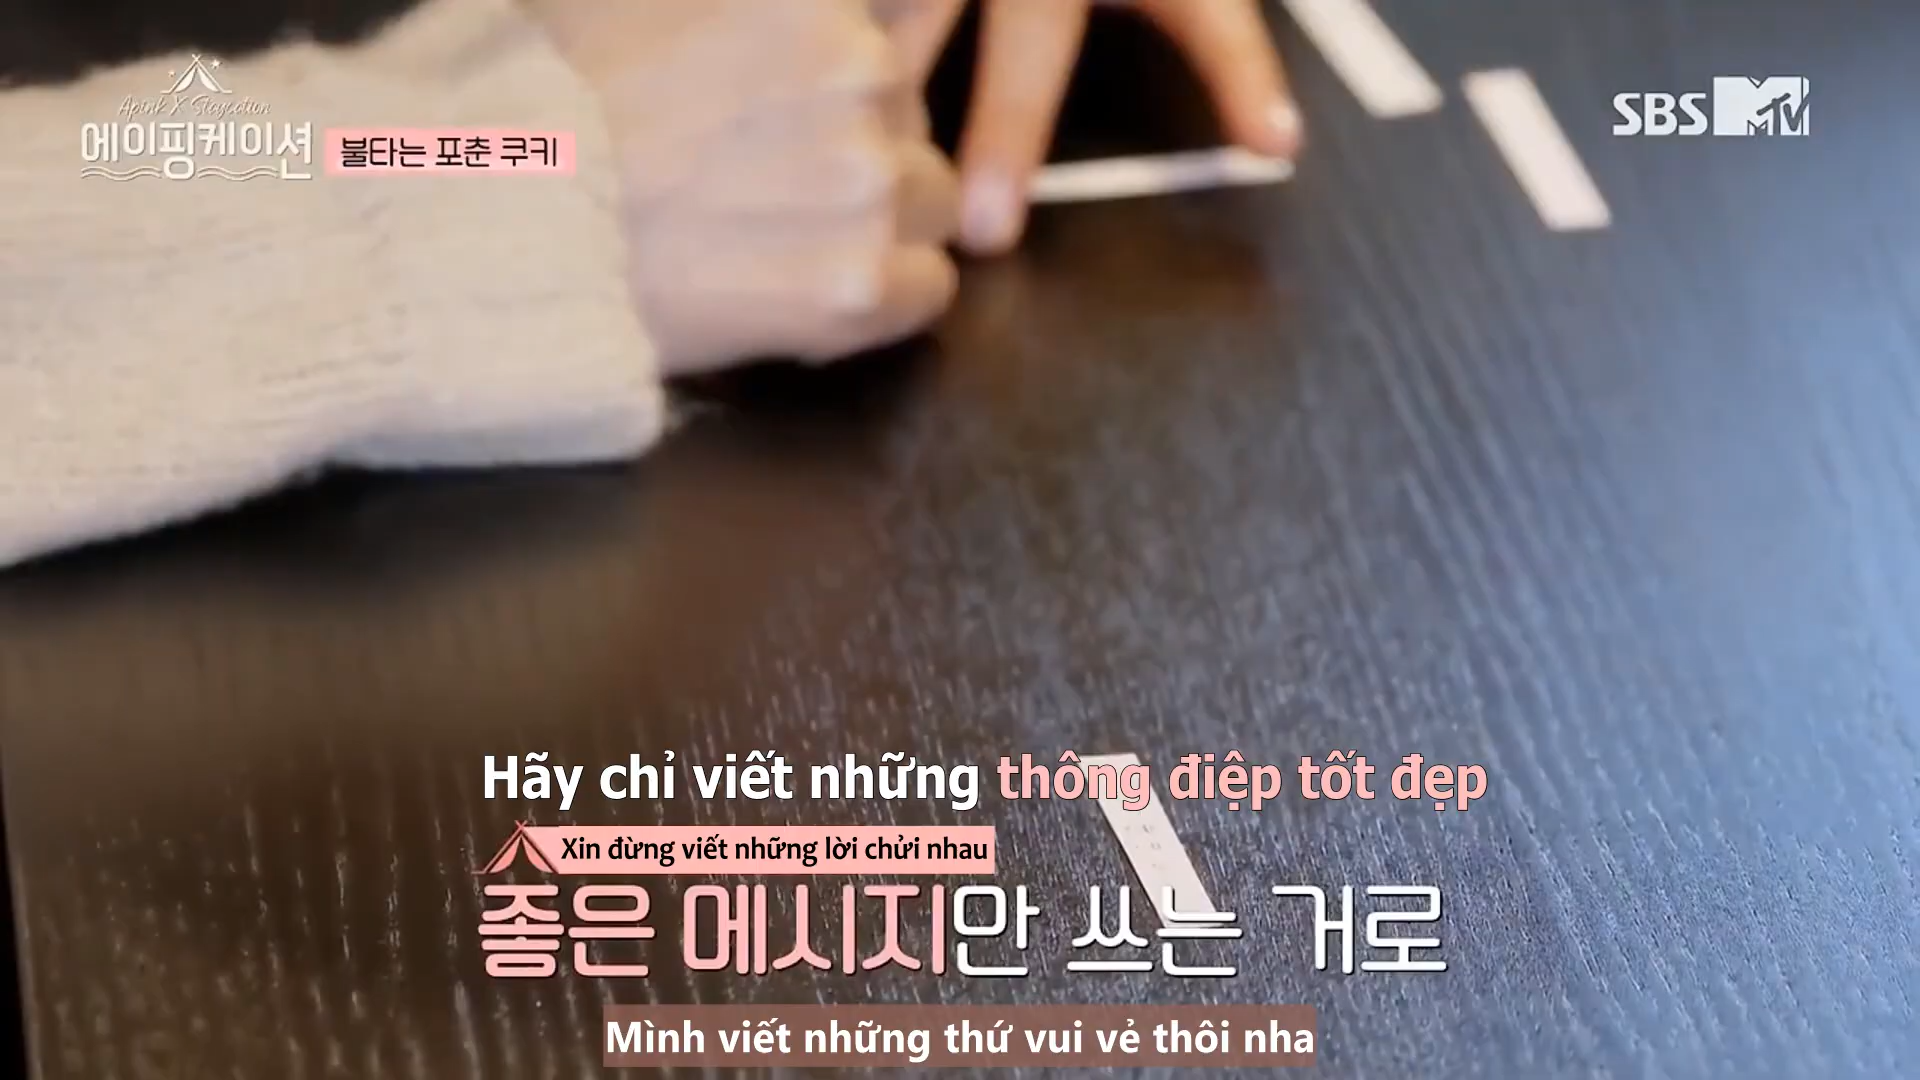 Apink X Staycation
에이핑케이션
불타는 포춘 쿠키
SBS MTV
Hãy chỉ viết những thông điệp tốt đẹp
Xin đừng viết những lời chửi nhau
좋은 메시지만 쓰는 거로
Mình viết những thứ vui vẻ thôi nha